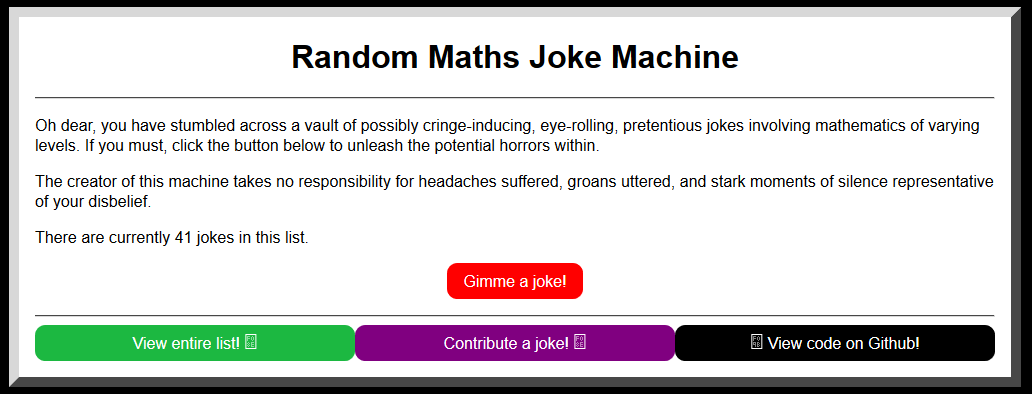 Random Maths Joke Machine
Oh dear, you have stumbled across a vault of possibly cringe-inducing, eye-rolling, pretentious jokes involving mathematics of varying
levels. If you must, click the button below to unleash the potential horrors within.
The creator of this machine takes no responsibility for headaches suffered, groans uttered, and stark moments of silence representative
of your disbelief.
There are currently 41 jokes in this list.
Gimme a joke!
View entire list!
Contribute a joke!
View code on Github!